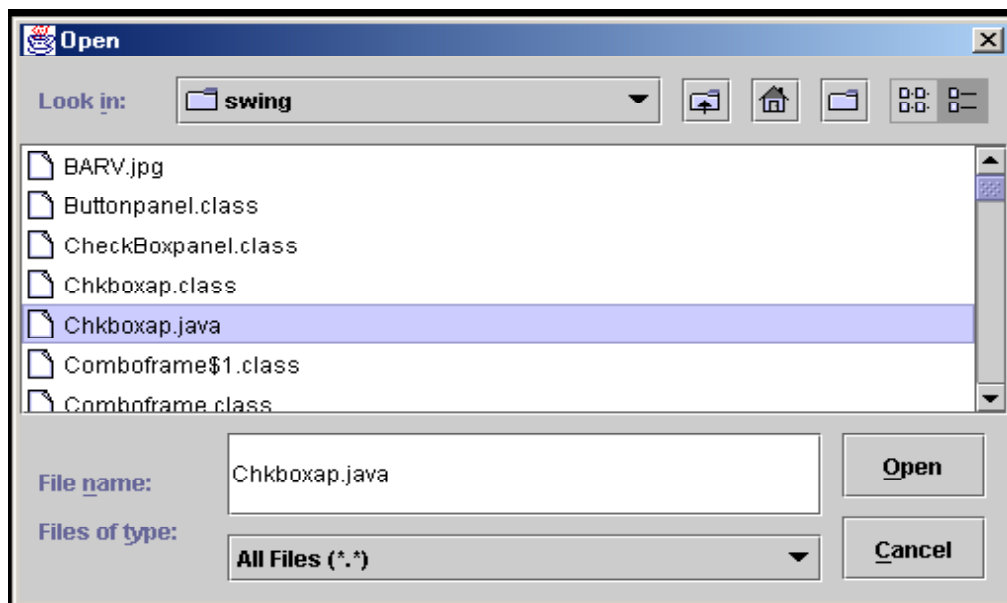 Open
Look in:
swing
BARV.jpg
Buttonpanel.class
CheckBoxpanel.class
Chkboxap.class
Chkboxap.java
Comboframe$1.class
Comboframe.class
File name:
Chkboxap.java
Open
Files of type:
All Files (*.*)
Cancel